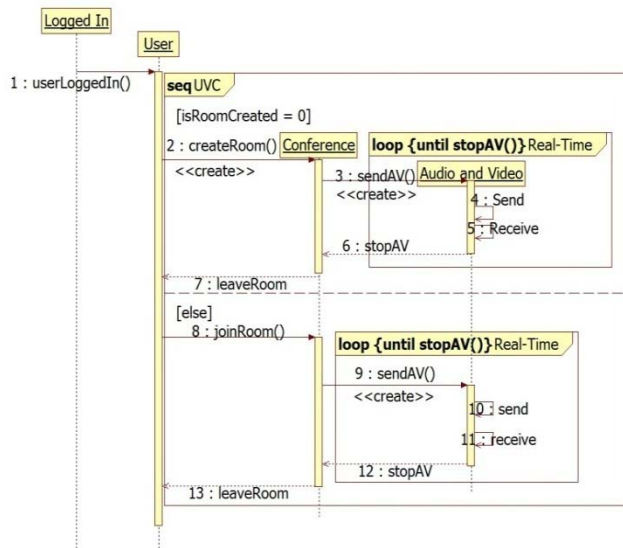 Logged In
User
1 : userLoggedIn()
seq UVC
[isRoomCreated = 0]
2 : createRoom()
<<create>>
Conference
loop {until stopAV()} Real-Time
3 : sendAV()
<<create>>
Audio and Video
4 : Send
5 : Receive
6 : stopAV
7 : leaveRoom
[else]
8 : joinRoom()
loop {until stopAV()} Real-Time
9 : sendAV()
<<create>>
10 : send
11 : receive
12 : stopAV
13 : leaveRoom